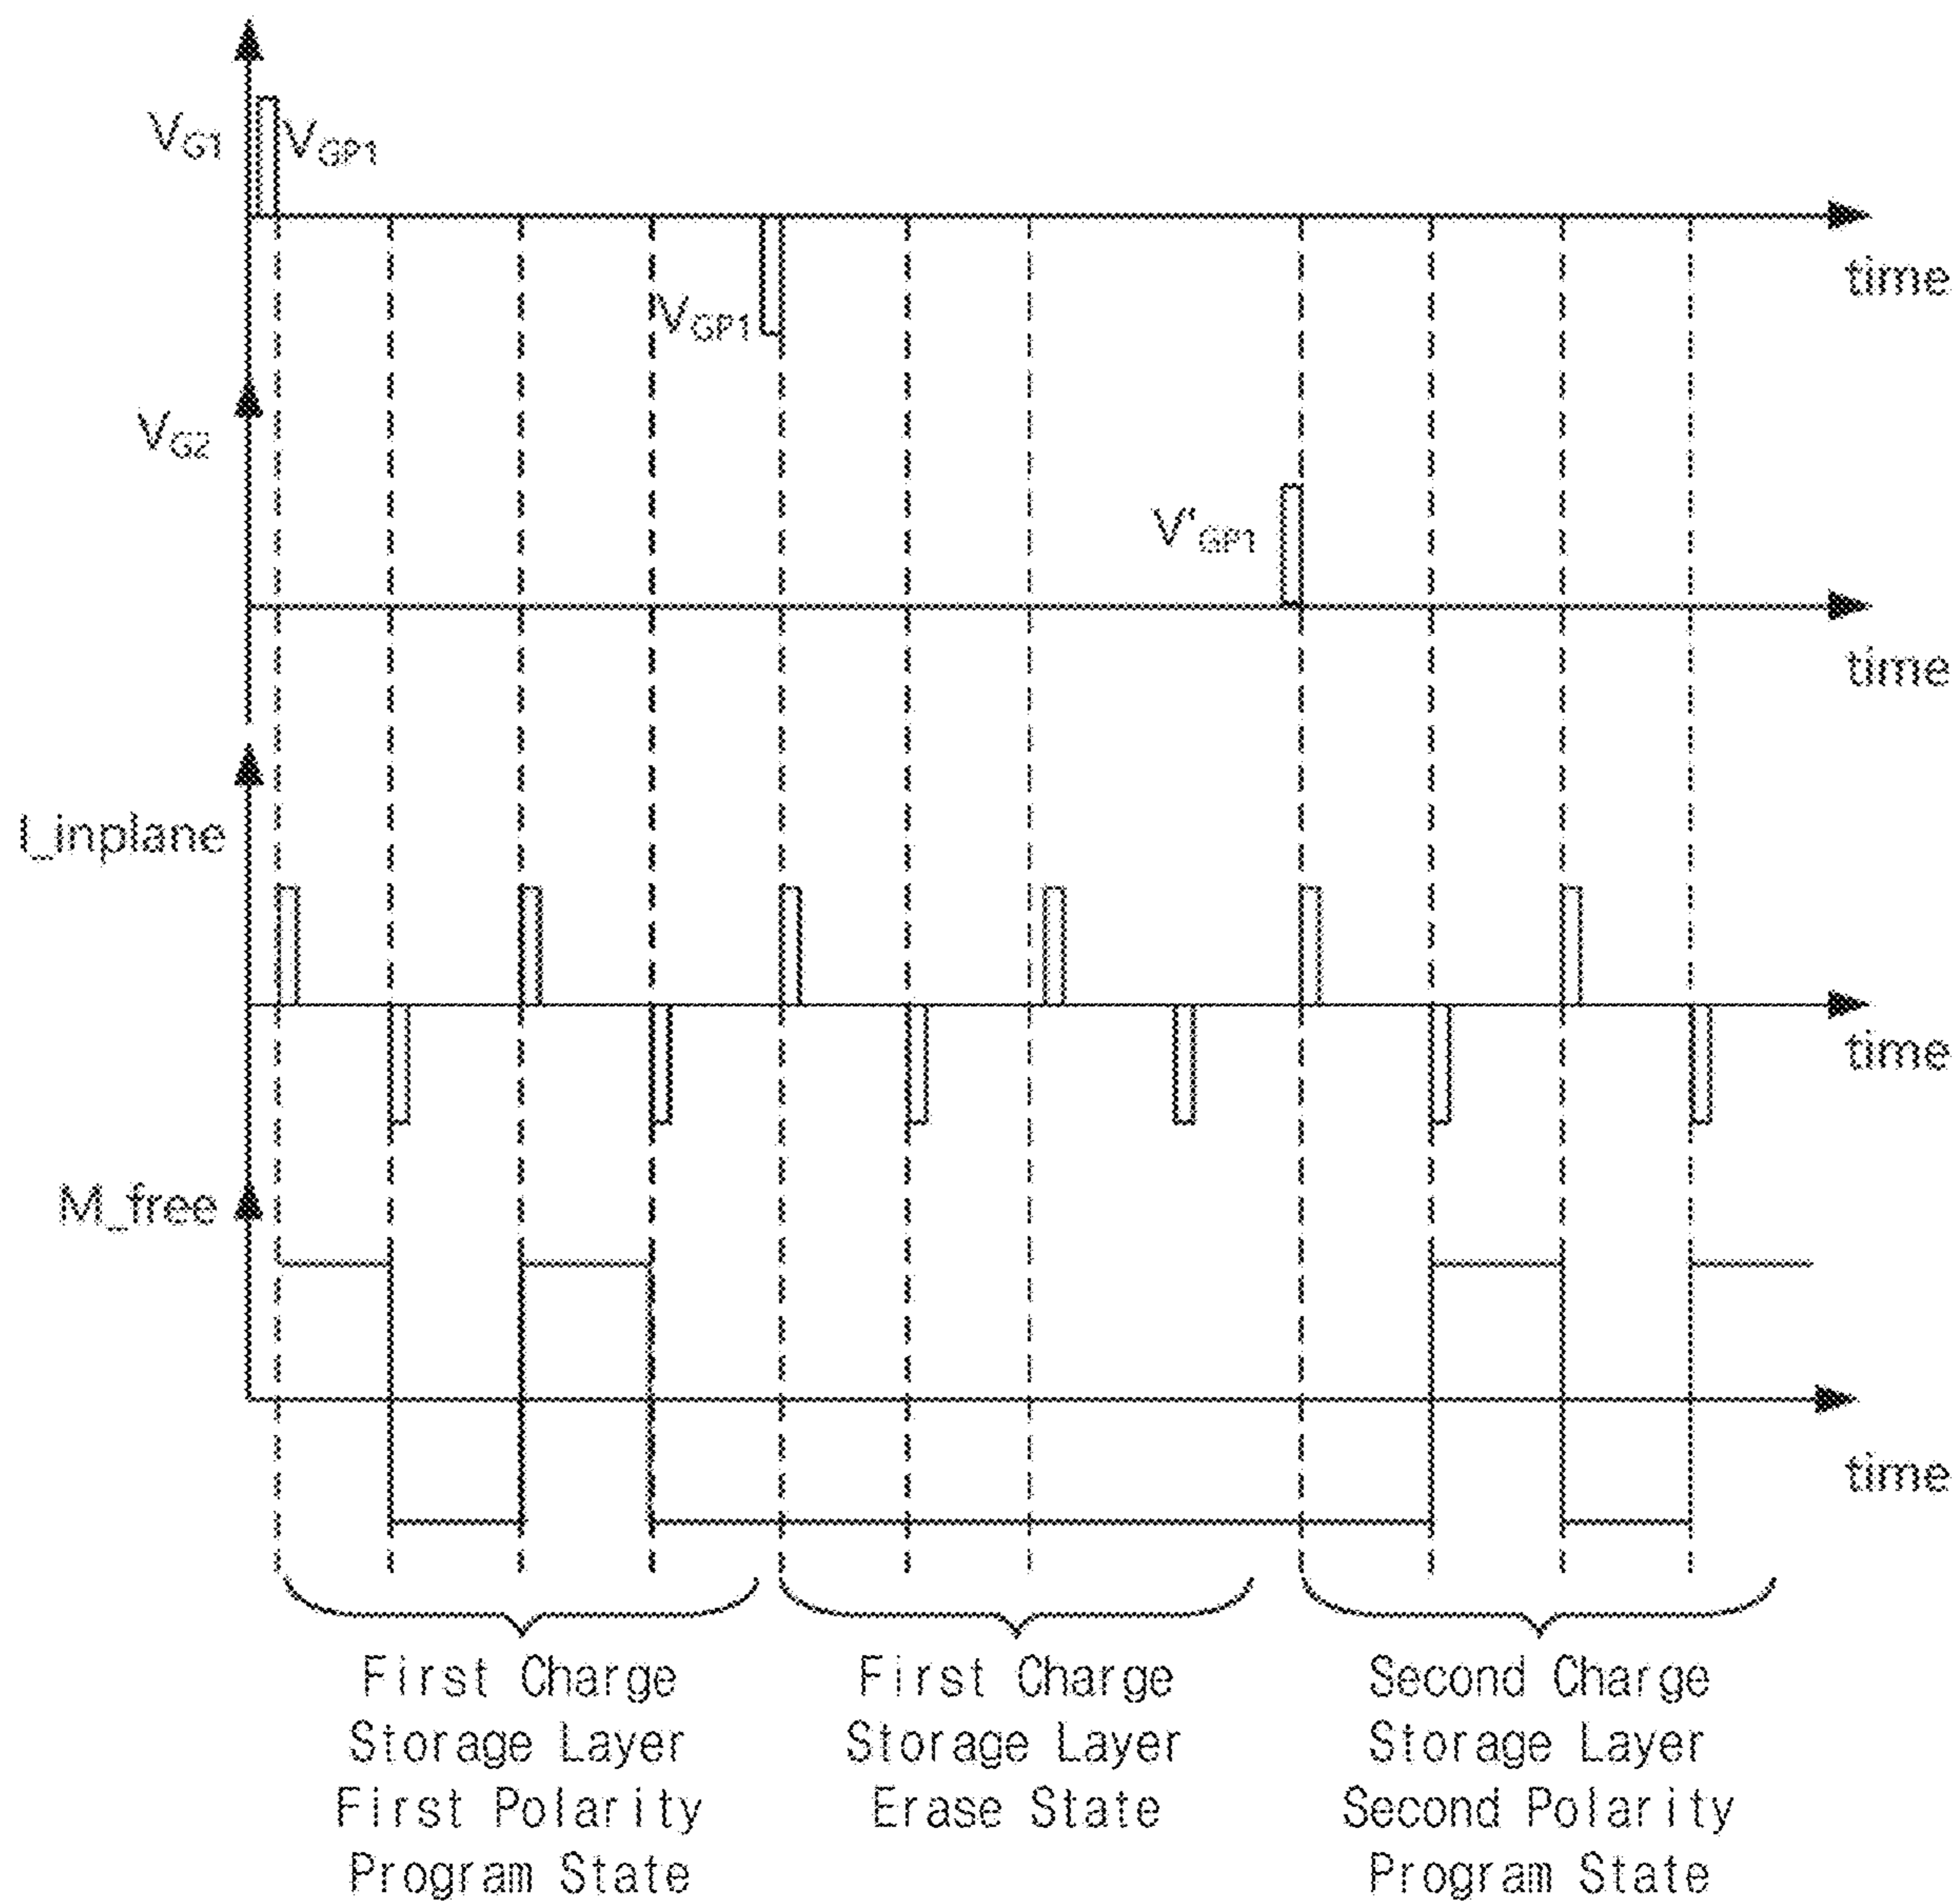 V_G1
V_GP1
time
V_GP1
V_G2
V'_GP1
time
I_inplane
time
M_free
time
First Charge
Storage Layer
First Polarity
Program State
First Charge
Storage Layer
Erase State
Second Charge
Storage Layer
Second Polarity
Program State